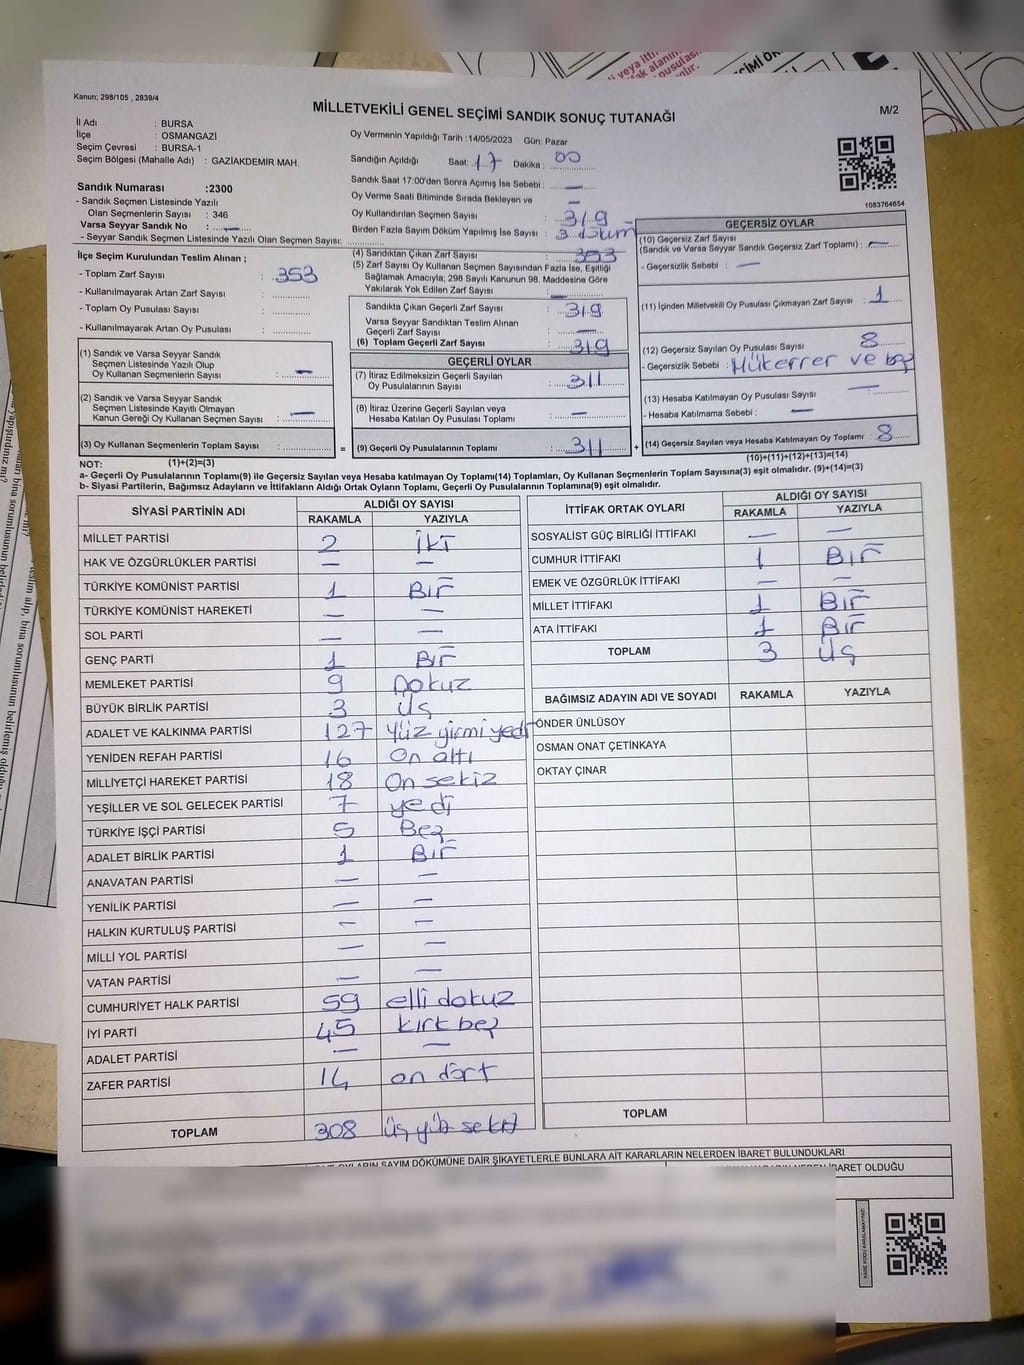 Kanun; 298/105 , 2839/4
MİLLETVEKİLİ GENEL SEÇİMİ SANDIK SONUÇ TUTANAĞI
M/2
İl Adı : BURSA
İlçe : OSMANGAZİ
Seçim Çevresi : BURSA-1
Seçim Bölgesi (Mahalle Adı) : GAZİAKDEMİR MAH.
Oy Vermenin Yapıldığı Tarih :14/05/2023 Gün: Pazar
Sandığın Açıldığı Saat: 17 Dakika : 00
Sandık Saat 17:00'den Sonra Açımış İse Sebebi : —
Oy Verme Saati Bitiminde Sırada Bekleyen ve
Oy Kullandırılan Seçmen Sayısı : 319
Birden Fazla Sayım Döküm Yapılmış İse Sayısı : 3 döküm
1083764654
Sandık Numarası :2300
- Sandık Seçmen Listesinde Yazılı
Olan Seçmenlerin Sayısı : 346
Varsa Seyyar Sandık No : —
- Seyyar Sandık Seçmen Listesinde Yazılı Olan Seçmen Sayısı:
İlçe Seçim Kurulundan Teslim Alınan ;
- Toplam Zarf Sayısı : 353
- Kullanılmayarak Artan Zarf Sayısı :
- Toplam Oy Pusulası Sayısı :
- Kullanılmayarak Artan Oy Pusulası :
(1) Sandık ve Varsa Seyyar Sandık
Seçmen Listesinde Yazılı Olup
Oy Kullanan Seçmenlerin Sayısı : —
(2) Sandık ve Varsa Seyyar Sandık
Seçmen Listesinde Kayıtlı Olmayan
Kanun Gereği Oy Kullanan Seçmen Sayısı : —
(3) Oy Kullanan Seçmenlerin Toplam Sayısı :
=
(1)+(2)=(3)
(4) Sandıktan Çıkan Zarf Sayısı : 353
(5) Zarf Sayısı Oy Kullanan Seçmen Sayısından Fazla İse, Eşitliği
Sağlamak Amacıyla; 298 Sayılı Kanunun 98. Maddesine Göre
Yakılarak Yok Edilen Zarf Sayısı : —
Sandıkta Çıkan Geçerli Zarf Sayısı : 319
Varsa Seyyar Sandıktan Teslim Alınan
Geçerli Zarf Sayısı : —
(6) Toplam Geçerli Zarf Sayısı : 319
GEÇERLİ OYLAR
(7) İtiraz Edilmeksizin Geçerli Sayılan
Oy Pusulalarının Sayısı : 311
(8) İtiraz Üzerine Geçerli Sayılan veya
Hesaba Katılan Oy Pusulası Toplamı : —
(9) Geçerli Oy Pusulalarının Toplamı : 311
+
GEÇERSİZ OYLAR
(10) Geçersiz Zarf Sayısı
(Sandık ve Varsa Seyyar Sandık Geçersiz Zarf Toplamı) : —
- Geçersizlik Sebebi : —
(11) İçinden Milletvekili Oy Pusulası Çıkmayan Zarf Sayısı : 1
(12) Geçersiz Sayılan Oy Pusulası Sayısı : 8
- Geçersizlik Sebebi : Mükerrer ve boş
(13) Hesaba Katılmayan Oy Pusulası Sayısı : —
- Hesaba Katılmama Sebebi : —
(14) Geçersiz Sayılan veya Hesaba Katılmayan Oy Toplamı : 8
(10)+(11)+(12)+(13)=(14)
NOT:
a- Geçerli Oy Pusulalarının Toplamı(9) ile Geçersiz Sayılan veya Hesaba katılmayan Oy Toplamı(14) Toplamları, Oy Kullanan Seçmenlerin Toplam Sayısına(3) eşit olmalıdır. (9)+(14)=(3)
b- Siyasi Partilerin, Bağımsız Adayların ve İttifakların Aldığı Ortak Oyların Toplamı, Geçerli Oy Pusulalarının Toplamına(9) eşit olmalıdır.
SİYASİ PARTİNİN ADI ALDIĞI OY SAYISI
RAKAMLA YAZIYLA
MİLLET PARTİSİ 2 İki
HAK VE ÖZGÜRLÜKLER PARTİSİ — —
TÜRKİYE KOMÜNİST PARTİSİ 1 Bir
TÜRKİYE KOMÜNİST HAREKETİ — —
SOL PARTİ — —
GENÇ PARTİ 1 Bir
MEMLEKET PARTİSİ 9 Dokuz
BÜYÜK BİRLİK PARTİSİ 3 Üç
ADALET VE KALKINMA PARTİSİ 127 Yüz yirmi yedi
YENİDEN REFAH PARTİSİ 16 On altı
MİLLİYETÇİ HAREKET PARTİSİ 18 On sekiz
YEŞİLLER VE SOL GELECEK PARTİSİ 7 yedi
TÜRKİYE İŞÇİ PARTİSİ 5 Beş
ADALET BİRLİK PARTİSİ 1 Bir
ANAVATAN PARTİSİ — —
YENİLİK PARTİSİ — —
HALKIN KURTULUŞ PARTİSİ — —
MİLLİ YOL PARTİSİ — —
VATAN PARTİSİ — —
CUMHURİYET HALK PARTİSİ 59 elli dokuz
İYİ PARTİ 45 kırk beş
ADALET PARTİSİ — —
ZAFER PARTİSİ 14 on dört
TOPLAM 308 üç yüz sekiz
İTTİFAK ORTAK OYLARI ALDIĞI OY SAYISI
RAKAMLA YAZIYLA
SOSYALİST GÜÇ BİRLİĞİ İTTİFAKI — —
CUMHUR İTTİFAKI 1 Bir
EMEK VE ÖZGÜRLÜK İTTİFAKI — —
MİLLET İTTİFAKI 1 Bir
ATA İTTİFAKI 1 Bir
TOPLAM 3 Üç
BAĞIMSIZ ADAYIN ADI VE SOYADI RAKAMLA YAZIYLA
ÖNDER ÜNLÜSOY
OSMAN ONAT ÇETİNKAYA
OKTAY ÇINAR
TOPLAM
OYLARIN SAYIM DÖKÜMÜNE DAİR ŞİKAYETLERLE BUNLARA AİT KARARLARIN NELERDEN İBARET BULUNDUKLARI
NEDEN İBARET OLDUĞU
KARE KODU KARALAMAYINIZ!